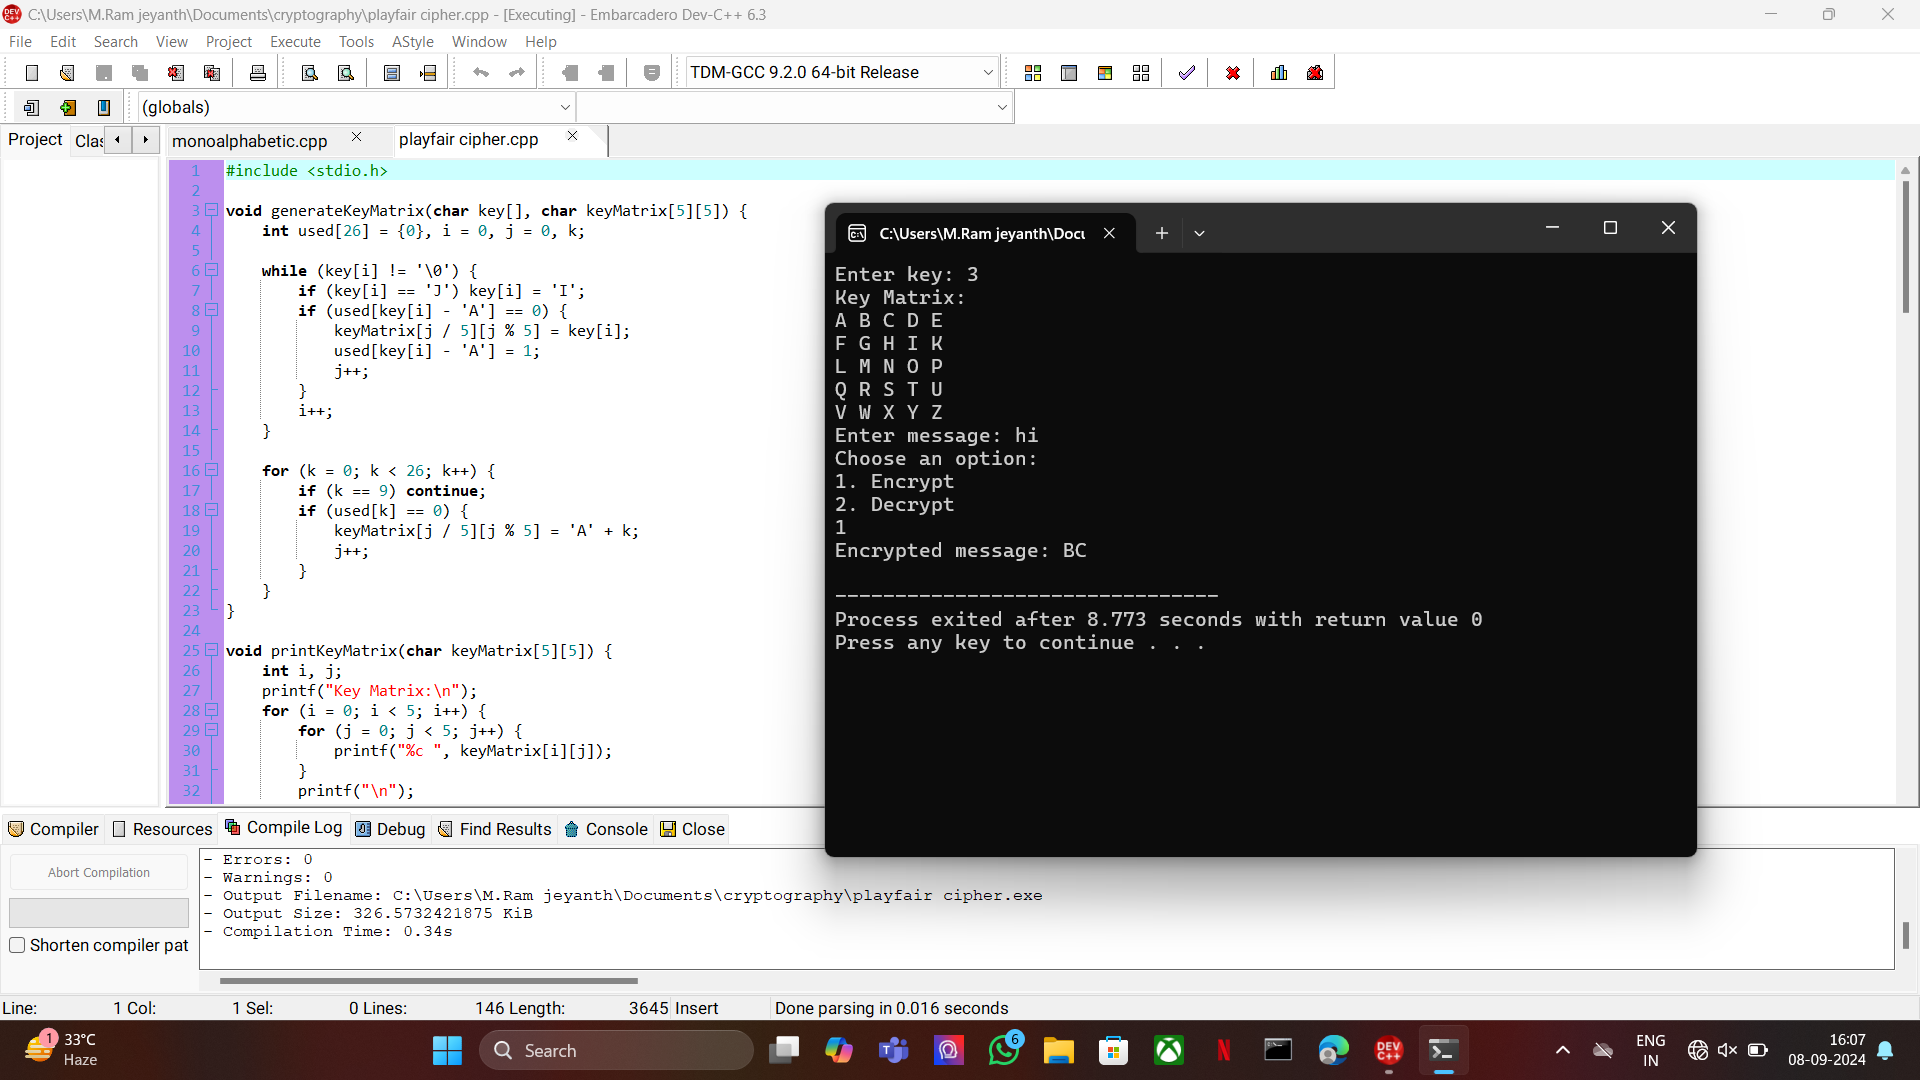 C:\Users\M.Ram jeyanth\Documents\cryptography\playfair cipher.cpp - [Executing] - Embarcadero Dev-C++ 6.3
File Edit Search View Project Execute Tools AStyle Window Help
TDM-GCC 9.2.0 64-bit Release
(globals)
Project Clas monoalphabetic.cpp playfair cipher.cpp
1 #include <stdio.h>
2
3 void generateKeyMatrix(char key[], char keyMatrix[5][5]) {
4 int used[26] = {0}, i = 0, j = 0, k;
5
6 while (key[i] != '\0') {
7 if (key[i] == 'J') key[i] = 'I';
8 if (used[key[i] - 'A'] == 0) {
9 keyMatrix[j / 5][j % 5] = key[i];
10 used[key[i] - 'A'] = 1;
11 j++;
12 }
13 i++;
14 }
15
16 for (k = 0; k < 26; k++) {
17 if (k == 9) continue;
18 if (used[k] == 0) {
19 keyMatrix[j / 5][j % 5] = 'A' + k;
20 j++;
21 }
22 }
23 }
24
25 void printKeyMatrix(char keyMatrix[5][5]) {
26 int i, j;
27 printf("Key Matrix:\n");
28 for (i = 0; i < 5; i++) {
29 for (j = 0; j < 5; j++) {
30 printf("%c ", keyMatrix[i][j]);
31 }
32 printf("\n");
C:\Users\M.Ram jeyanth\Docu
Enter key: 3
Key Matrix:
A B C D E
F G H I K
L M N O P
Q R S T U
V W X Y Z
Enter message: hi
Choose an option:
1. Encrypt
2. Decrypt
1
Encrypted message: BC
--------------------------------
Process exited after 8.773 seconds with return value 0
Press any key to continue . . .
Compiler Resources Compile Log Debug Find Results Console Close
Abort Compilation
Shorten compiler pat
- Errors: 0
- Warnings: 0
- Output Filename: C:\Users\M.Ram jeyanth\Documents\cryptography\playfair cipher.exe
- Output Size: 326.5732421875 KiB
- Compilation Time: 0.34s
Line: 1 Col: 1 Sel: 0 Lines: 146 Length: 3645 Insert Done parsing in 0.016 seconds
1
33°C
Haze
Search
6
DEV C++
ENG
IN
16:07
08-09-2024